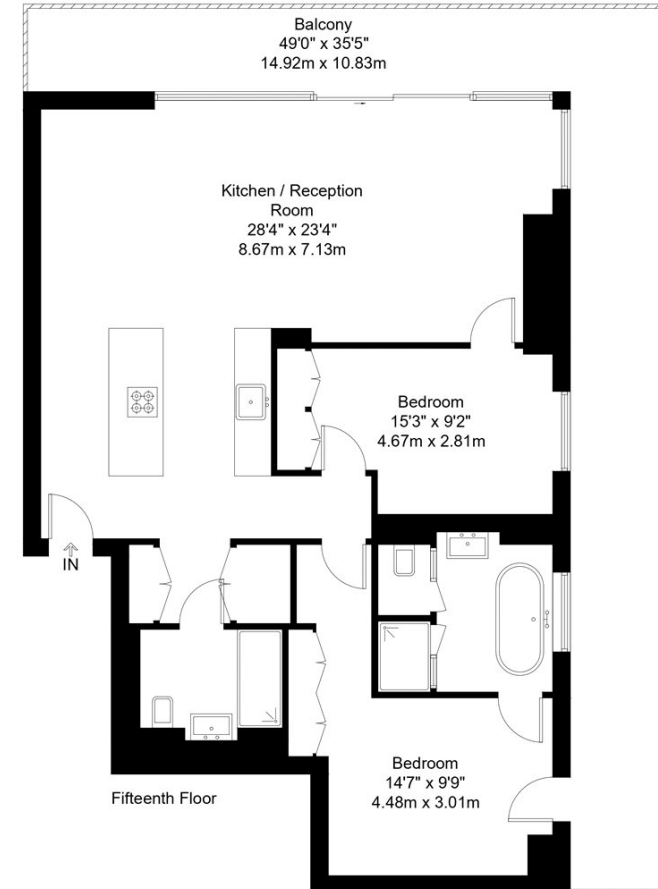 Balcony
49'0" x 35'5"
14.92m x 10.83m
Kitchen / Reception
Room
28'4" x 23'4"
8.67m x 7.13m
Bedroom
15'3" x 9'2"
4.67m x 2.81m
IN
Bedroom
14'7" x 9'9"
4.48m x 3.01m
Fifteenth Floor